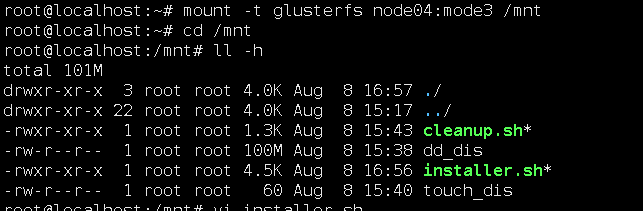 root@localhost:~# mount -t glusterfs node04:mode3 /mnt
root@localhost:~# cd /mnt
root@localhost:/mnt# ll -h
total 101M
drwxr-xr-x  3 root root 4.0K Aug  8 16:57 ./
drwxr-xr-x 22 root root 4.0K Aug  8 15:17 ../
-rwxr-xr-x  1 root root 1.3K Aug  8 15:43 cleanup.sh*
-rw-r--r--  1 root root 100M Aug  8 15:38 dd_dis
-rwxr-xr-x  1 root root 4.5K Aug  8 16:56 installer.sh*
-rw-r--r--  1 root root   60 Aug  8 15:40 touch_dis
root@localhost:/mnt# vi installer.sh